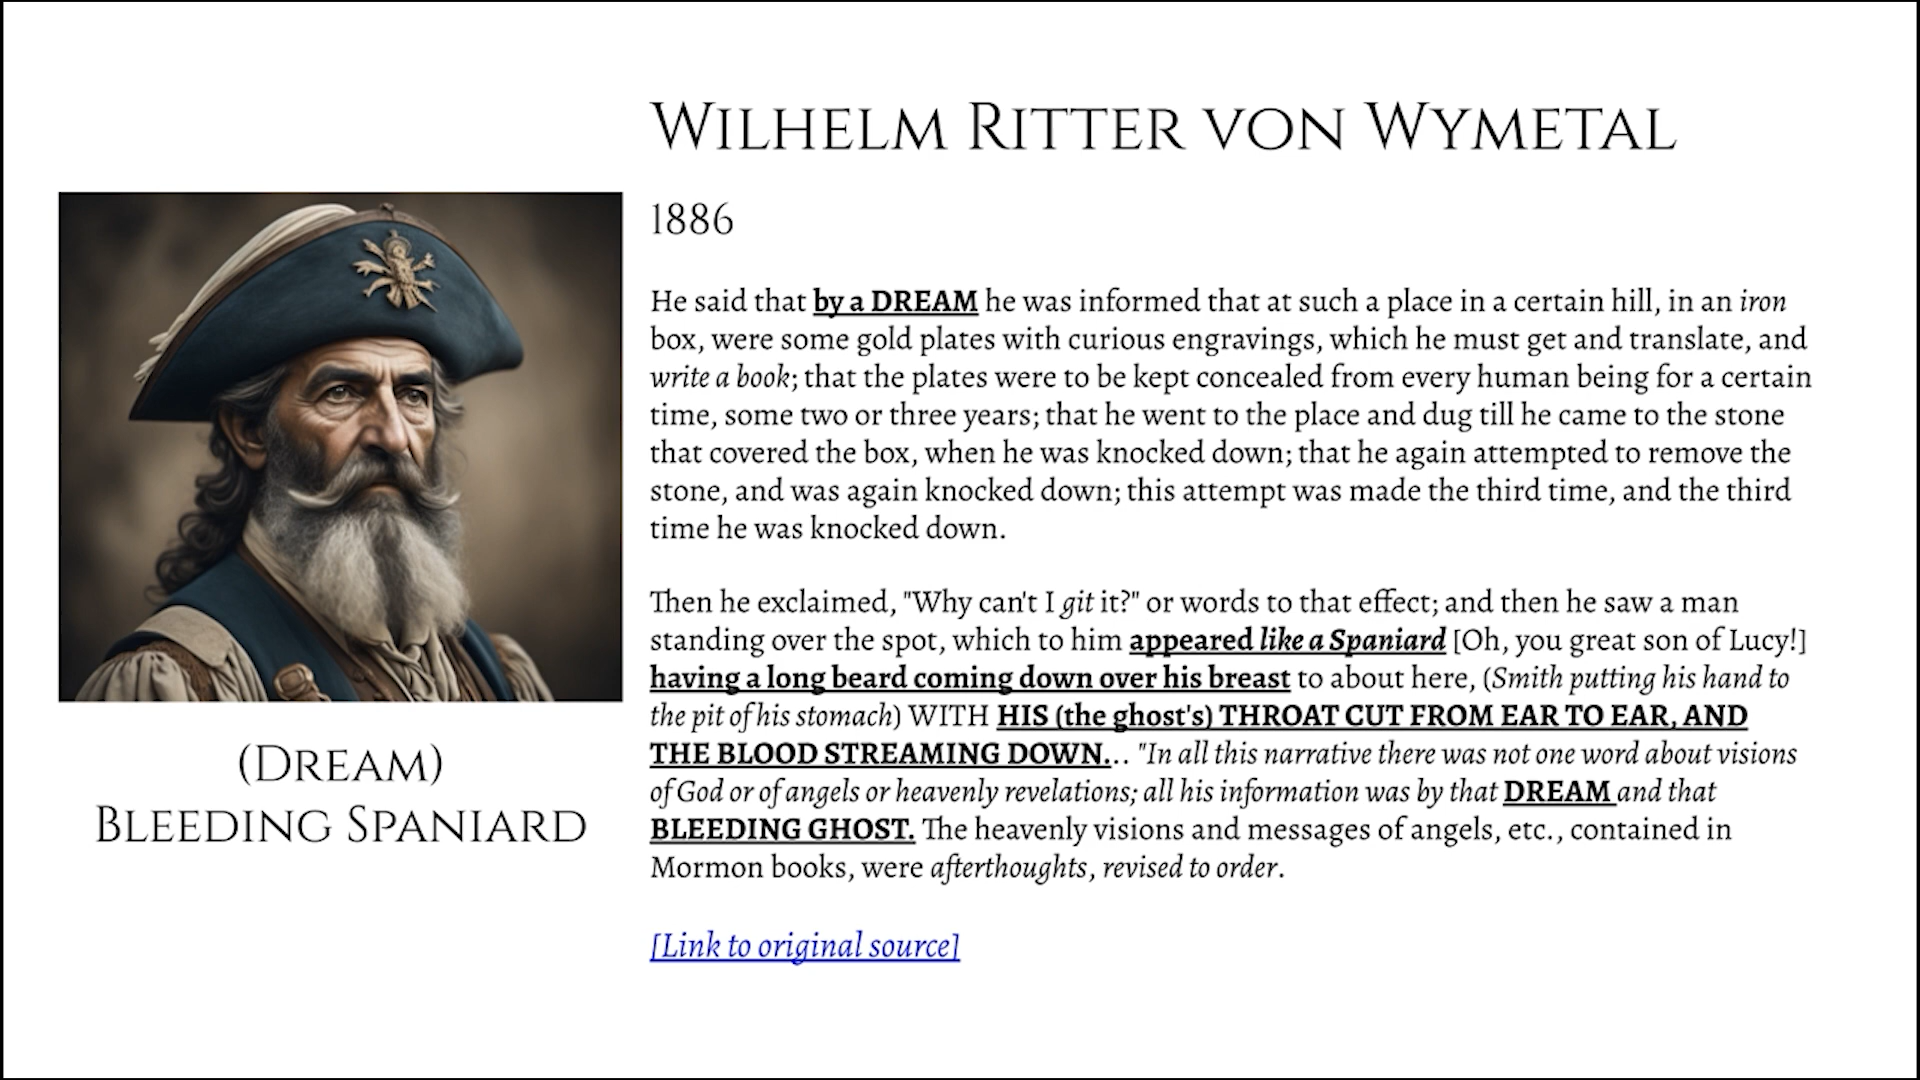 WILHELM RITTER VON WYMETAL
1886
He said that by a DREAM he was informed that at such a place in a certain hill, in an iron
box, were some gold plates with curious engravings, which he must get and translate, and
write a book; that the plates were to be kept concealed from every human being for a certain
time, some two or three years; that he went to the place and dug till he came to the stone
that covered the box, when he was knocked down; that he again attempted to remove the
stone, and was again knocked down; this attempt was made the third time, and the third
time he was knocked down.
Then he exclaimed, "Why can't I git it?" or words to that effect; and then he saw a man
standing over the spot, which to him appeared like a Spaniard [Oh, you great son of Lucy!]
having a long beard coming down over his breast to about here, (Smith putting his hand to
the pit of his stomach) WITH HIS (the ghost's) THROAT CUT FROM EAR TO EAR, AND
THE BLOOD STREAMING DOWN... "In all this narrative there was not one word about visions
of God or of angels or heavenly revelations; all his information was by that DREAM and that
BLEEDING GHOST. The heavenly visions and messages of angels, etc., contained in
Mormon books, were afterthoughts, revised to order.
[Link to original source]
(DREAM)
BLEEDING SPANIARD